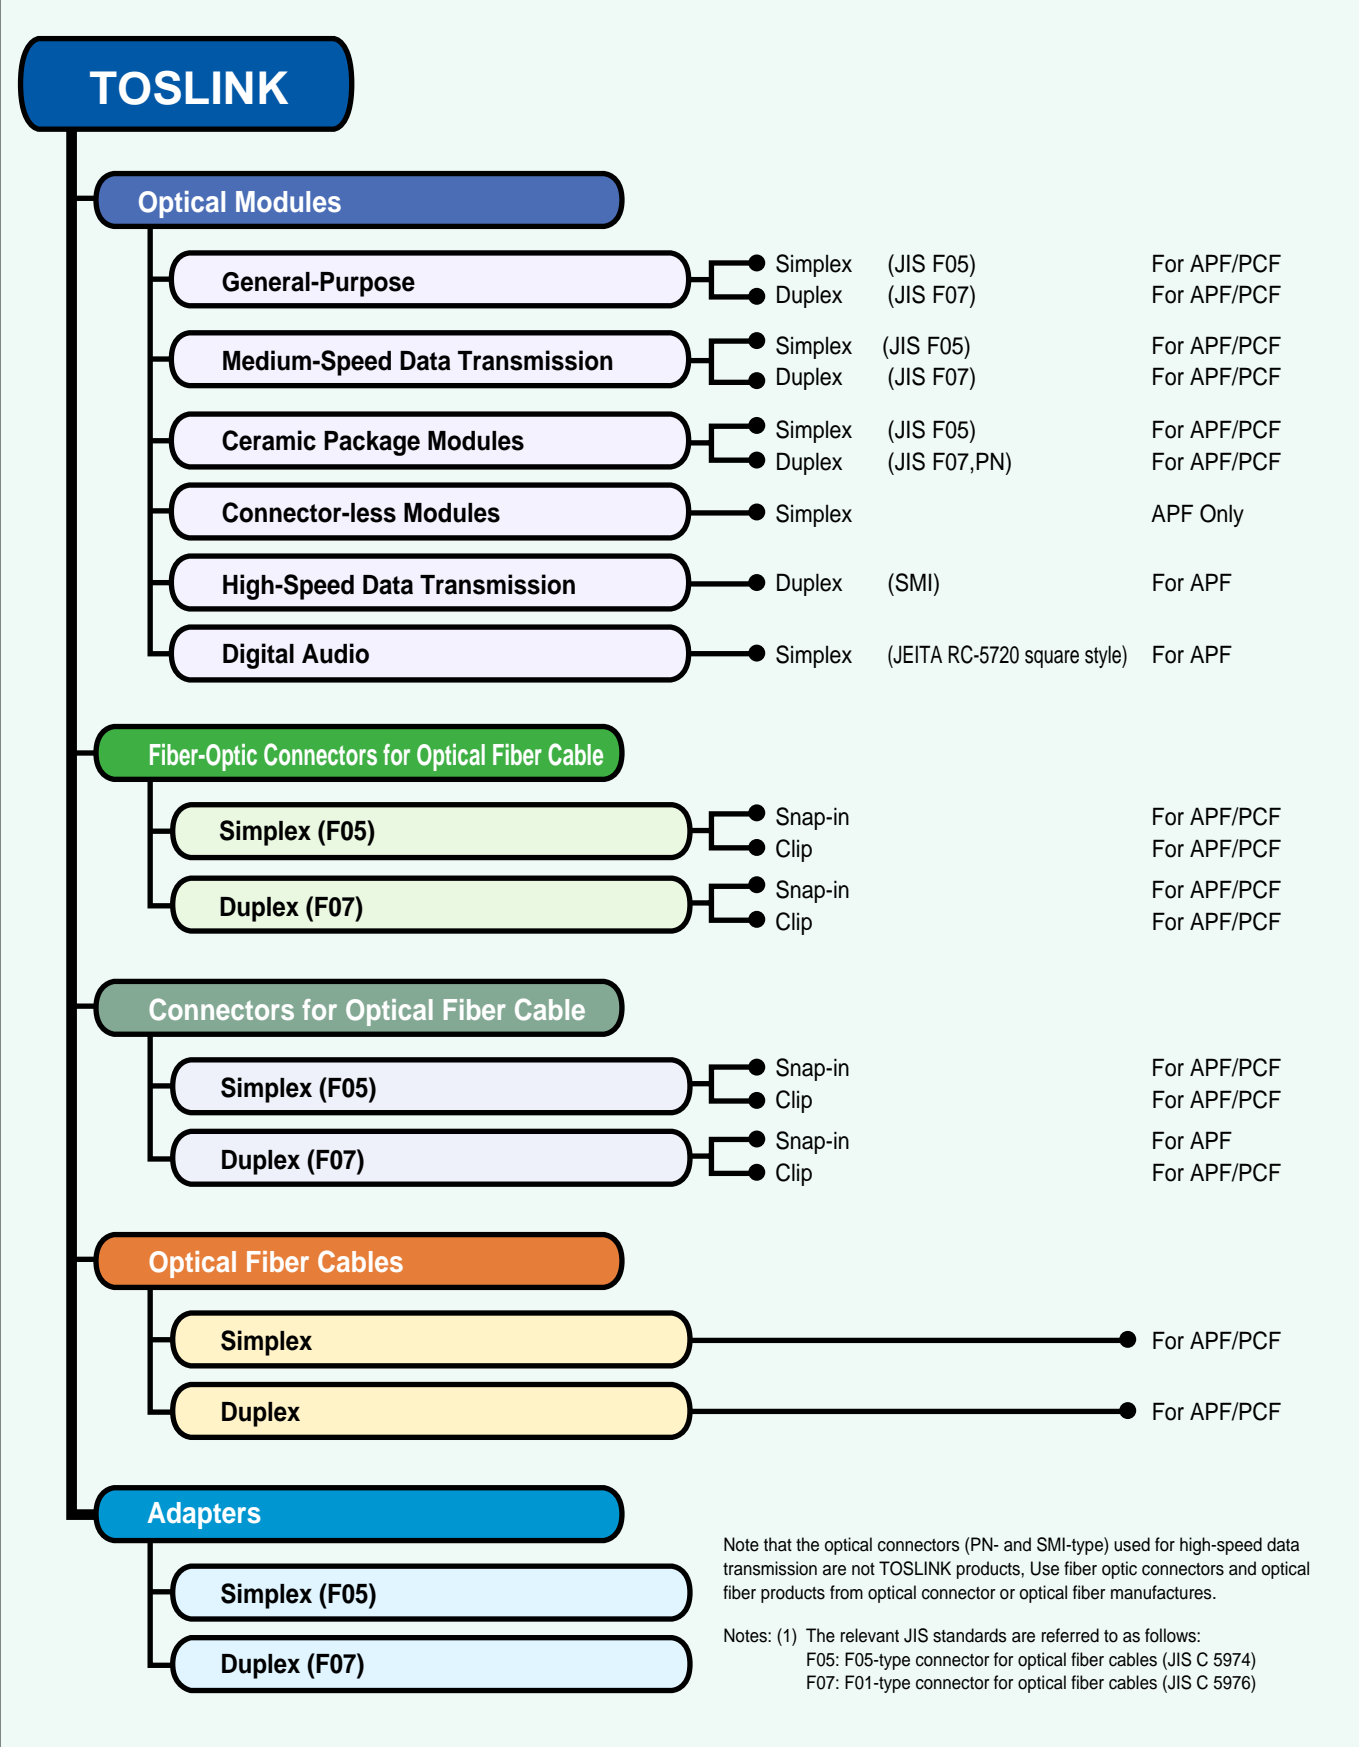 TOSLINK
Optical Modules
General-Purpose
Simplex (JIS F05) For APF/PCF
Duplex (JIS F07) For APF/PCF
Medium-Speed Data Transmission
Simplex (JIS F05) For APF/PCF
Duplex (JIS F07) For APF/PCF
Ceramic Package Modules
Simplex (JIS F05) For APF/PCF
Duplex (JIS F07,PN) For APF/PCF
Connector-less Modules
Simplex APF Only
High-Speed Data Transmission
Duplex (SMI) For APF
Digital Audio
Simplex (JEITA RC-5720 square style) For APF
Fiber-Optic Connectors for Optical Fiber Cable
Simplex (F05)
Snap-in For APF/PCF
Clip For APF/PCF
Duplex (F07)
Snap-in For APF/PCF
Clip For APF/PCF
Connectors for Optical Fiber Cable
Simplex (F05)
Snap-in For APF/PCF
Clip For APF/PCF
Duplex (F07)
Snap-in For APF
Clip For APF/PCF
Optical Fiber Cables
Simplex For APF/PCF
Duplex For APF/PCF
Adapters
Simplex (F05)
Duplex (F07)
Note that the optical connectors (PN- and SMI-type) used for high-speed data
transmission are not TOSLINK products, Use fiber optic connectors and optical
fiber products from optical connector or optical fiber manufactures.
Notes: (1) The relevant JIS standards are referred to as follows:
F05: F05-type connector for optical fiber cables (JIS C 5974)
F07: F01-type connector for optical fiber cables (JIS C 5976)